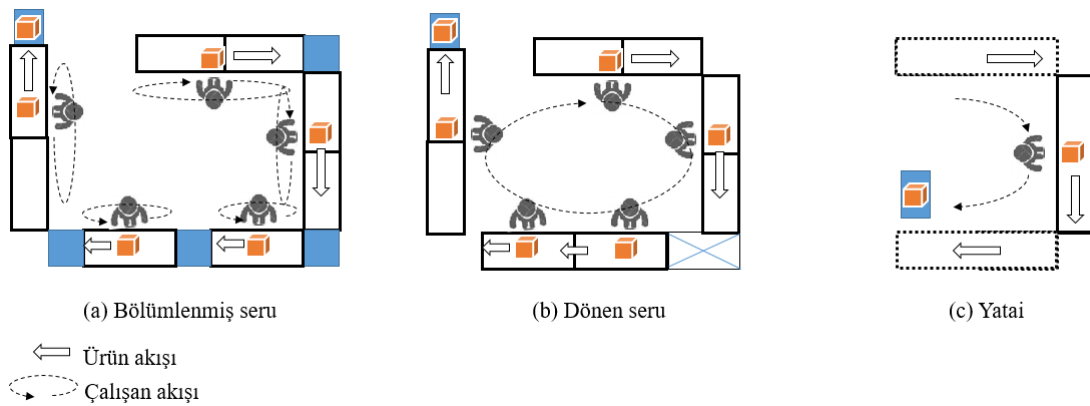 (a) Bölümlenmiş seru
(b) Dönen seru
(c) Yatai
Ürün akışı
Çalışan akışı